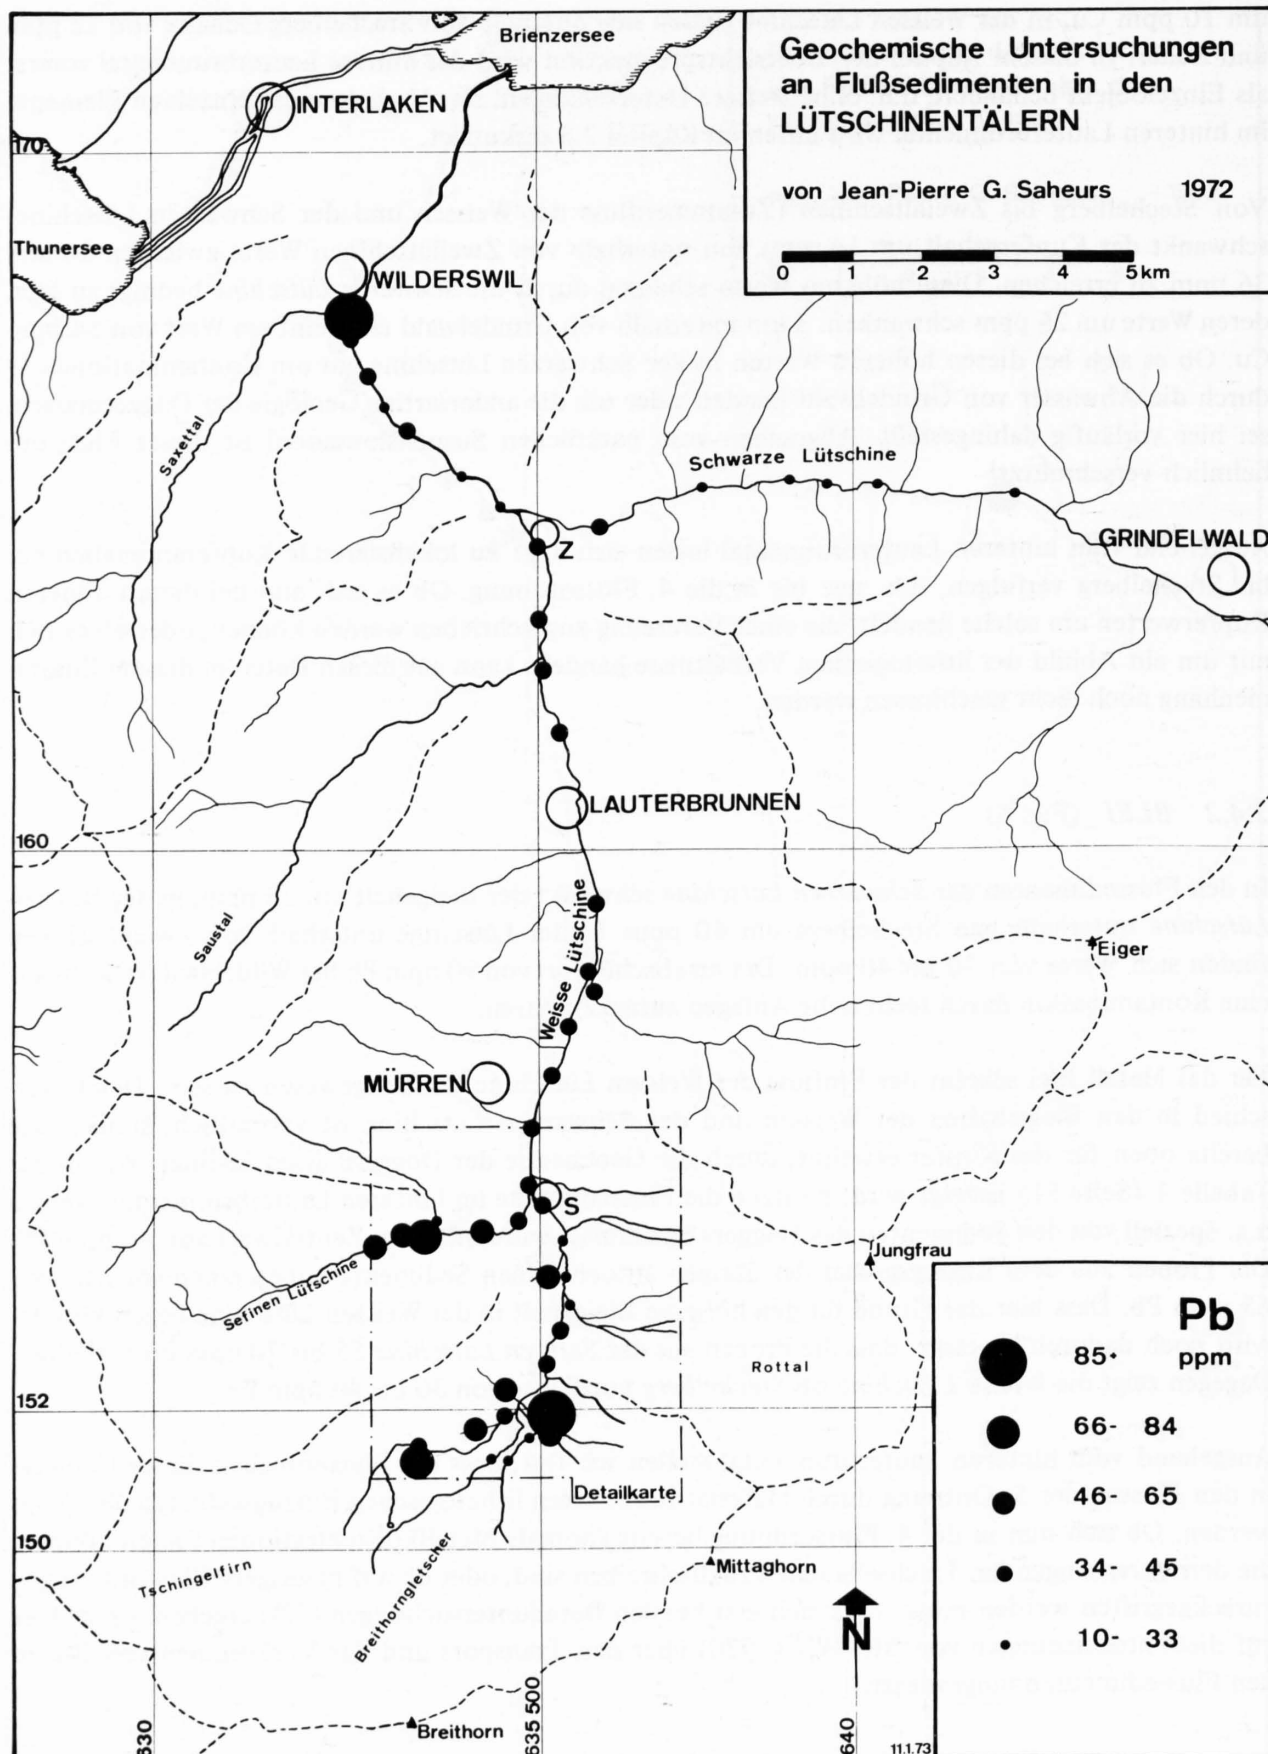 Brienzersee
INTERLAKEN
170
Thunersee
WILDERSWIL
Geochemische Untersuchungen
an Flußsedimenten in den
LÜTSCHINENTÄLERN
von Jean-Pierre G. Saheurs 1972
0 1 2 3 4 5 km
Saxettal
Schwarze Lütschine
Z
GRINDELWALD
LAUTERBRUNNEN
160
Saustal
Weisse Lütschine
Eiger
MÜRREN
S
Sefinen Lütschine
Jungfrau
Rottal
152
Detailkarte
150
Tschingelfirn
Breithorngletscher
Mittaghorn
N
Breithorn
630
635 500
640
11.1.73
Pb
ppm
85-
66- 84
46- 65
34- 45
10- 33